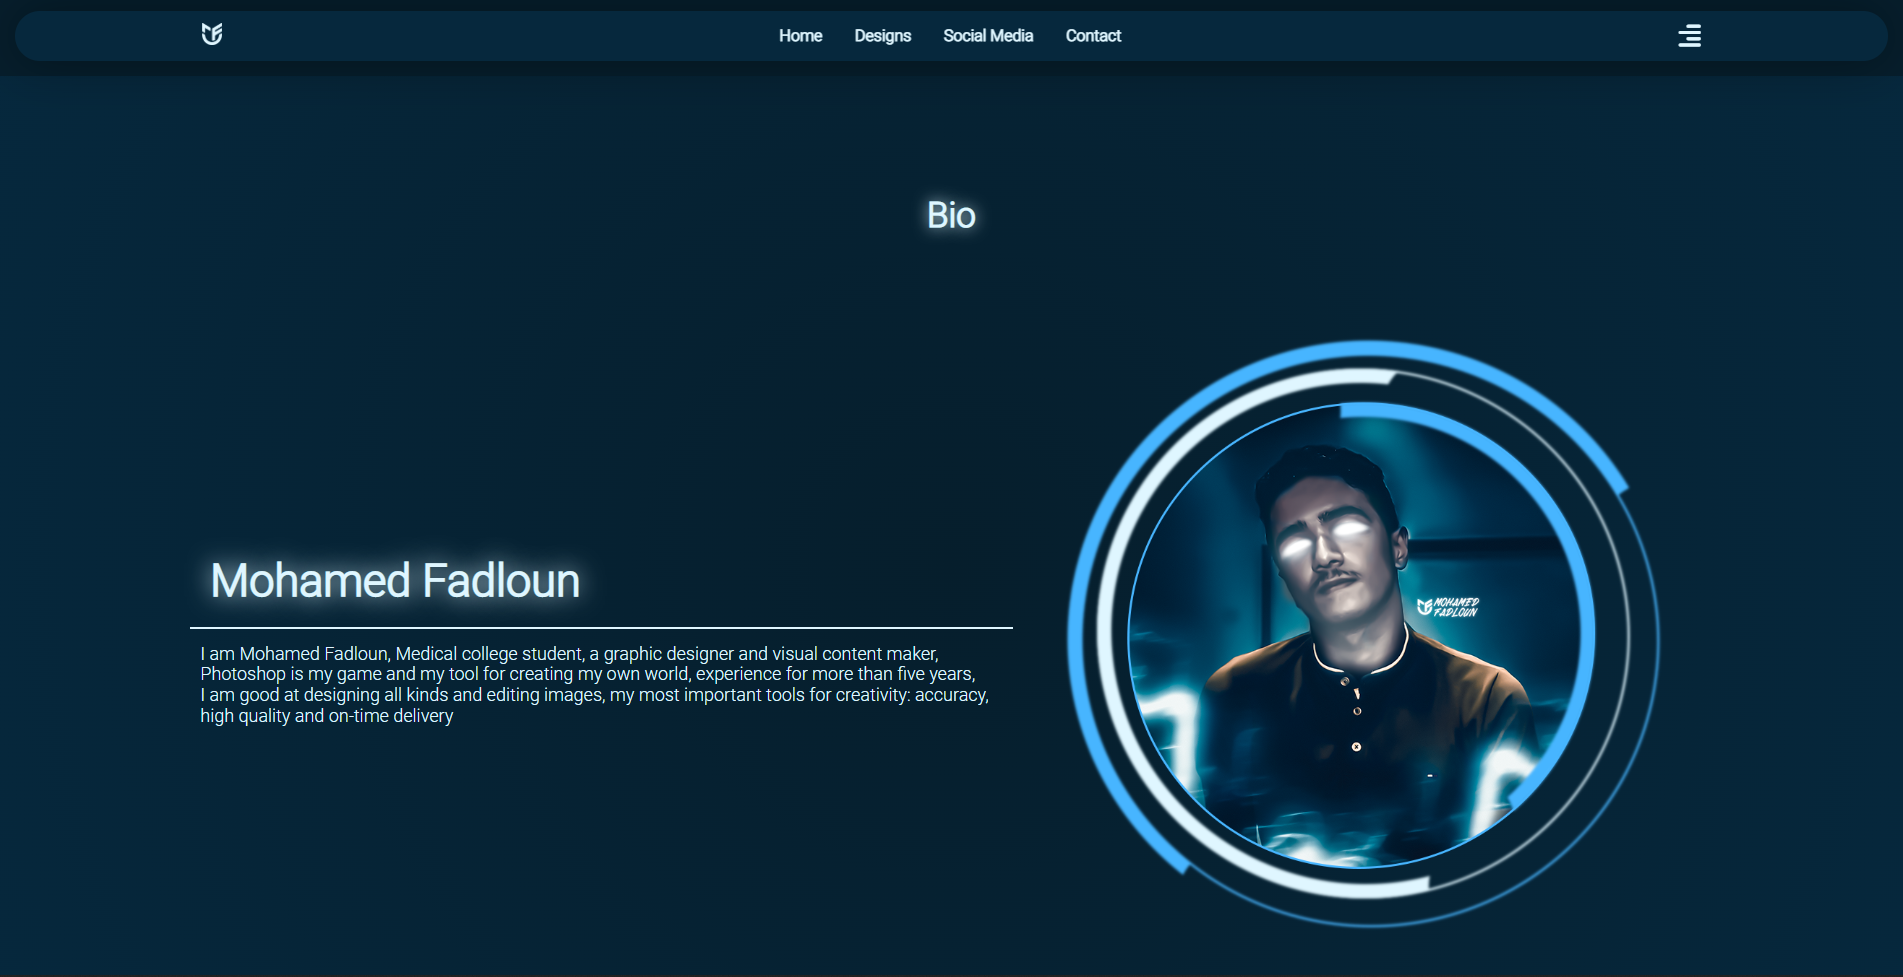 Home Designs Social Media Contact
Bio
Mohamed Fadloun
I am Mohamed Fadloun, Medical college student, a graphic designer and visual content maker,
Photoshop is my game and my tool for creating my own world, experience for more than five years,
I am good at designing all kinds and editing images, my most important tools for creativity: accuracy,
high quality and on-time delivery
MOHAMED
FADLOUN